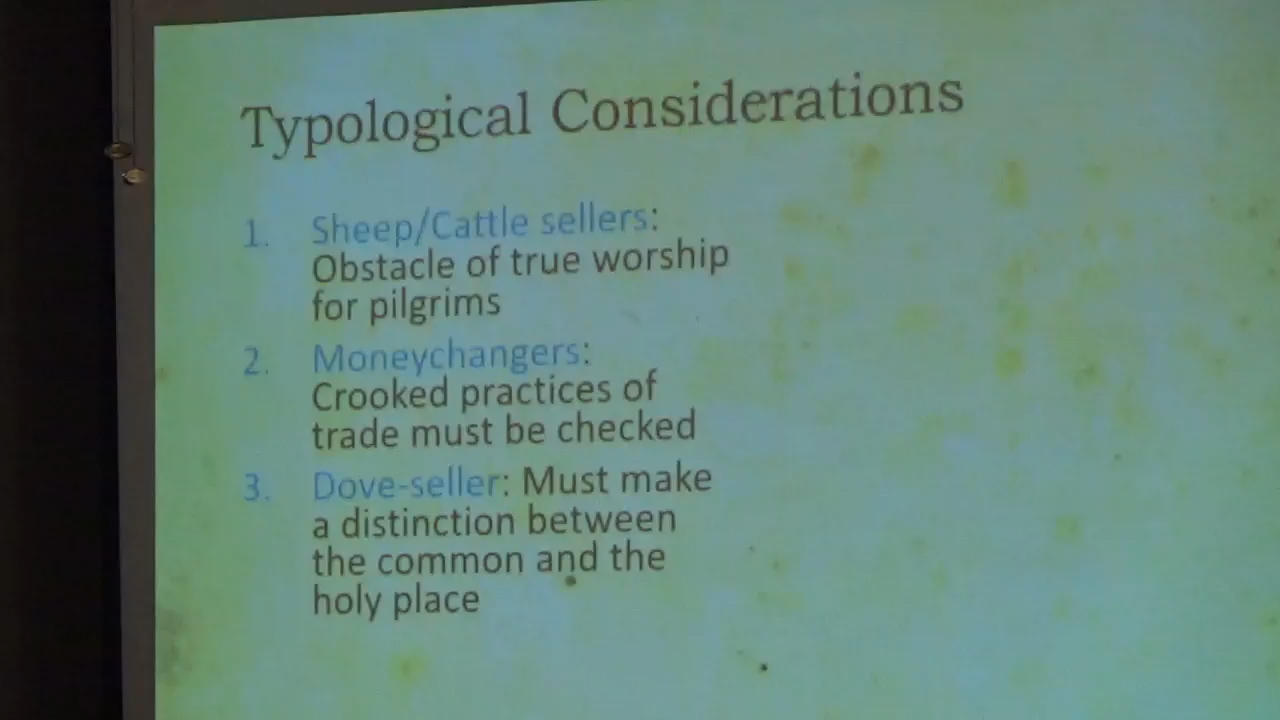 Typological Considerations
1. Sheep/Cattle sellers:
Obstacle of true worship
for pilgrims
2. Moneychangers:
Crooked practices of
trade must be checked
3. Dove-seller: Must make
a distinction between
the common and the
holy place